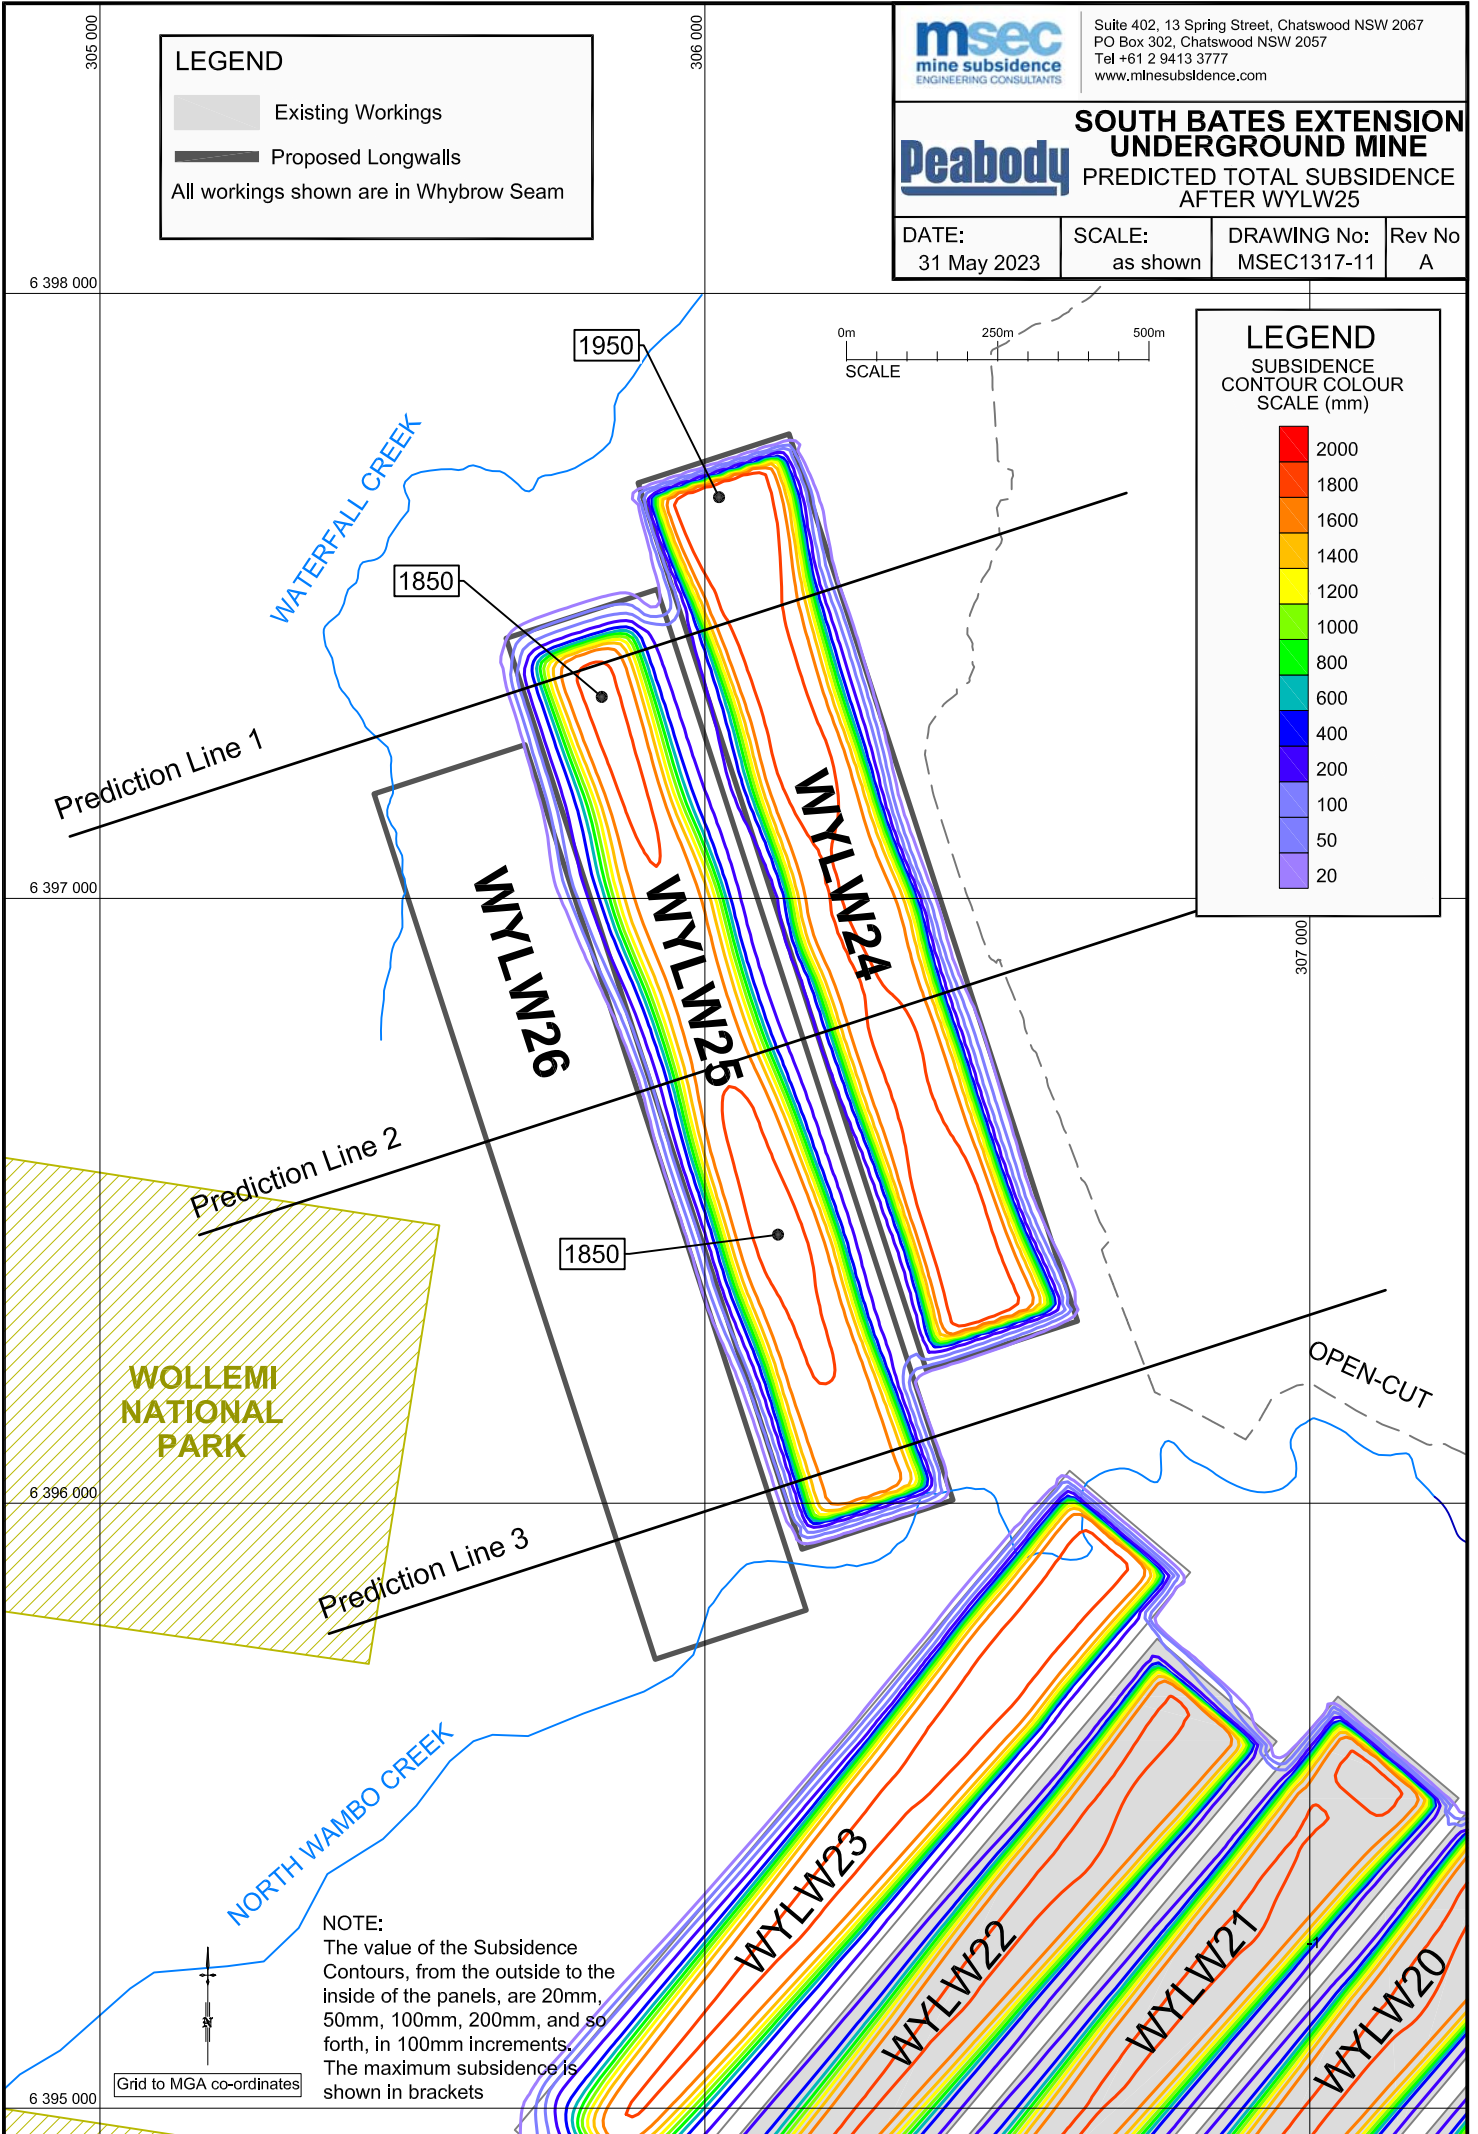 305 000
306 000
LEGEND
Existing Workings
Proposed Longwalls
All workings shown are in Whybrow Seam
msec
mine subsidence
ENGINEERING CONSULTANTS
Suite 402, 13 Spring Street, Chatswood NSW 2067
PO Box 302, Chatswood NSW 2057
Tel +61 2 9413 3777
www.minesubsidence.com
Peabody
SOUTH BATES EXTENSION
UNDERGROUND MINE
PREDICTED TOTAL SUBSIDENCE
AFTER WYLW25
DATE:
31 May 2023
SCALE:
as shown
DRAWING No:
MSEC1317-11
Rev No
A
6 398 000
0m 250m 500m
SCALE
LEGEND
SUBSIDENCE
CONTOUR COLOUR
SCALE (mm)
2000
1800
1600
1400
1200
1000
800
600
400
200
100
50
20
1950
WATERFALL CREEK
1850
Prediction Line 1
6 397 000
307 000
WYLW24
WYLW25
WYLW26
Prediction Line 2
1850
WOLLEMI
NATIONAL
PARK
OPEN-CUT
6 396 000
Prediction Line 3
NORTH WAMBO CREEK
WYLW23
WYLW22
WYLW21
WYLW20
-1
NOTE:
The value of the Subsidence
Contours, from the outside to the
inside of the panels, are 20mm,
50mm, 100mm, 200mm, and so
forth, in 100mm increments.
The maximum subsidence is
shown in brackets
N
Grid to MGA co-ordinates
6 395 000